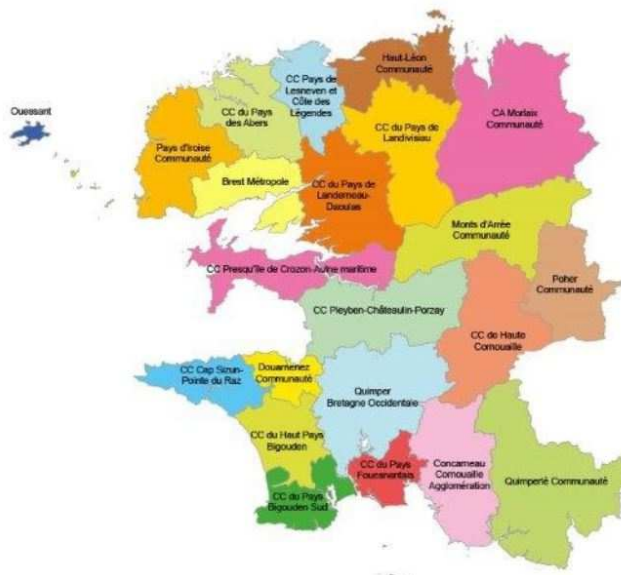 Haut-Léon
Communauté
CC Pays de
Lesneven et
Côte des
Légendes
Ouessant
CC du Pays
des Abers
CA Morlaix
Communauté
CC du Pays de
Landivisiau
Pays d'Iroise
Communauté
Brest Métropole
CC du Pays de
Landerneau-
Daoulas
Monts d'Arrée
Communauté
CC Presqu'île de Crozon-Aulne maritime
Poher
Communauté
CC Pleyben-Châteaulin-Porzay
CC de Haute
Cornouaille
CC Cap Sizun-
Pointe du Raz
Douarnenez
Communauté
Quimper
Bretagne Occidentale
CC du Haut Pays
Bigouden
CC du Pays
Fouesnantais
Concarneau
Cornouaille
Agglomération
Quimperlé Communauté
CC du Pays
Bigouden Sud